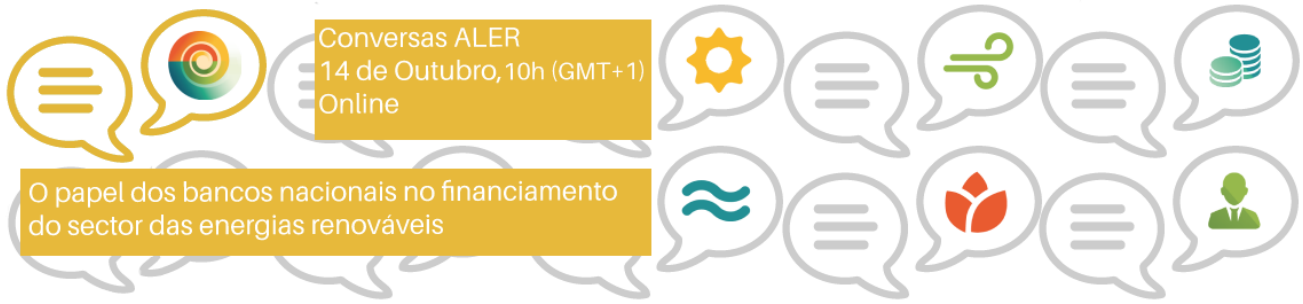 Conversas ALER
14 de Outubro, 10h (GMT+1)
Online
O papel dos bancos nacionais no financiamento
do sector das energias renováveis